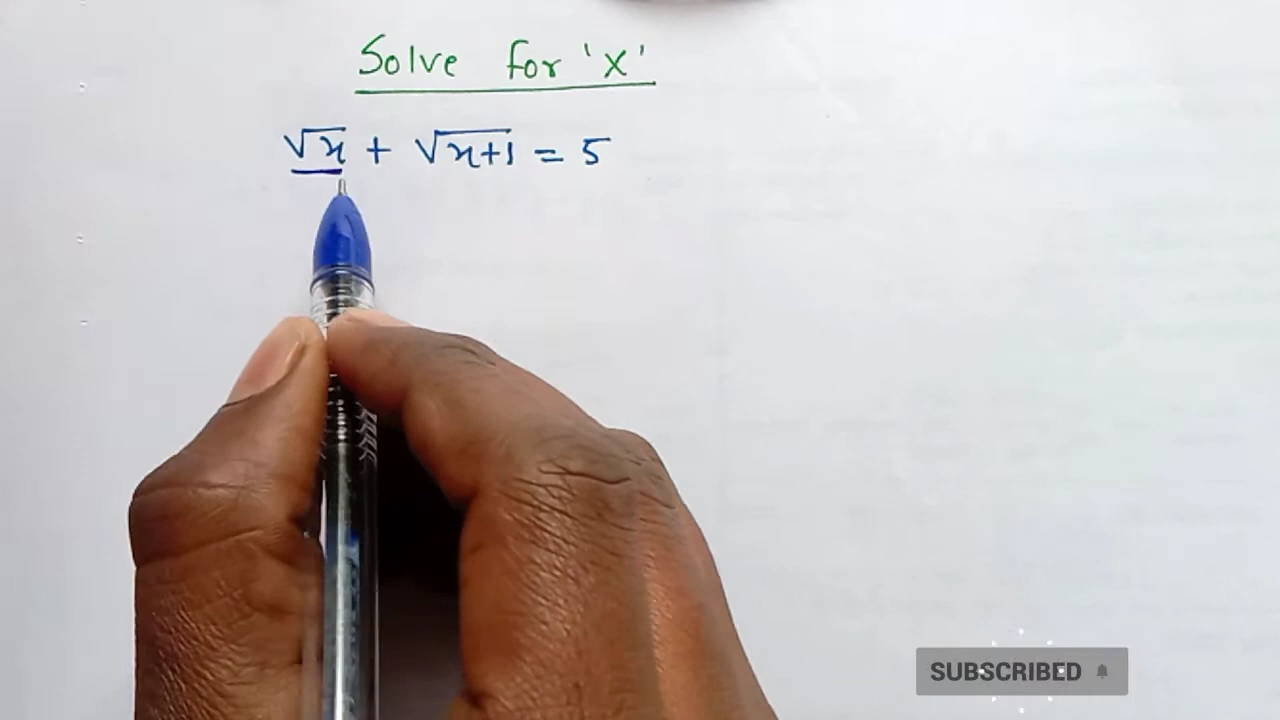 Solve for 'x'
√x + √x+1 = 5
SUBSCRIBED